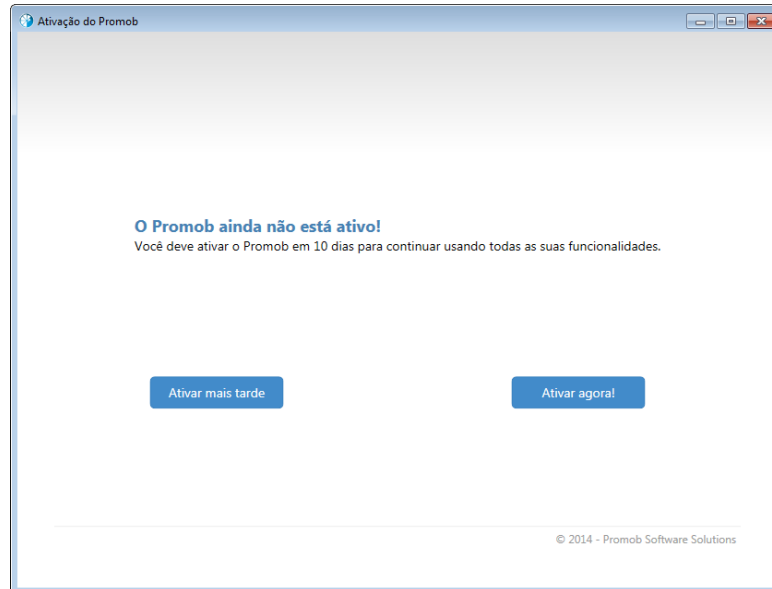 Ativação do Promob
O Promob ainda não está ativo!
Você deve ativar o Promob em 10 dias para continuar usando todas as suas funcionalidades.
Ativar mais tarde
Ativar agora!
© 2014 - Promob Software Solutions